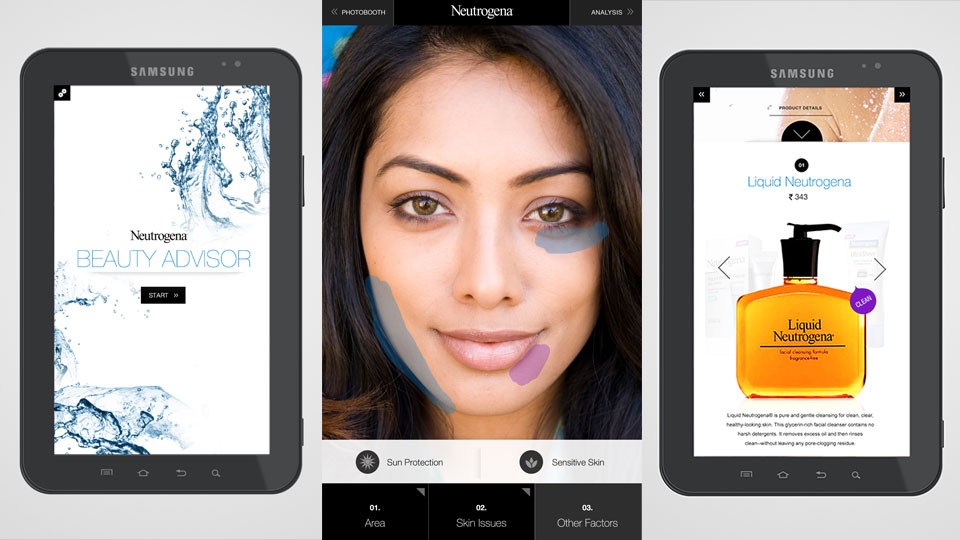 SAMSUNG
Neutrogena
BEAUTY ADVISOR
START »
« PHOTOBOOTH
Neutrogena
ANALYSIS »
Sun Protection
Sensitive Skin
01.
Area
02.
Skin Issues
03.
Other Factors
SAMSUNG
« »
PRODUCT DETAILS
01
Liquid Neutrogena
₹ 343
CLEAN
Liquid
Neutrogena®
facial cleansing formula
fragrance-free
Liquid Neutrogena® is pure and gentle cleansing for clean, clear,
healthy-looking skin. This glycerin-rich facial cleanser contains no
harsh detergents. It removes excess oil and then rinses
clean–without leaving any pore-clogging residue.